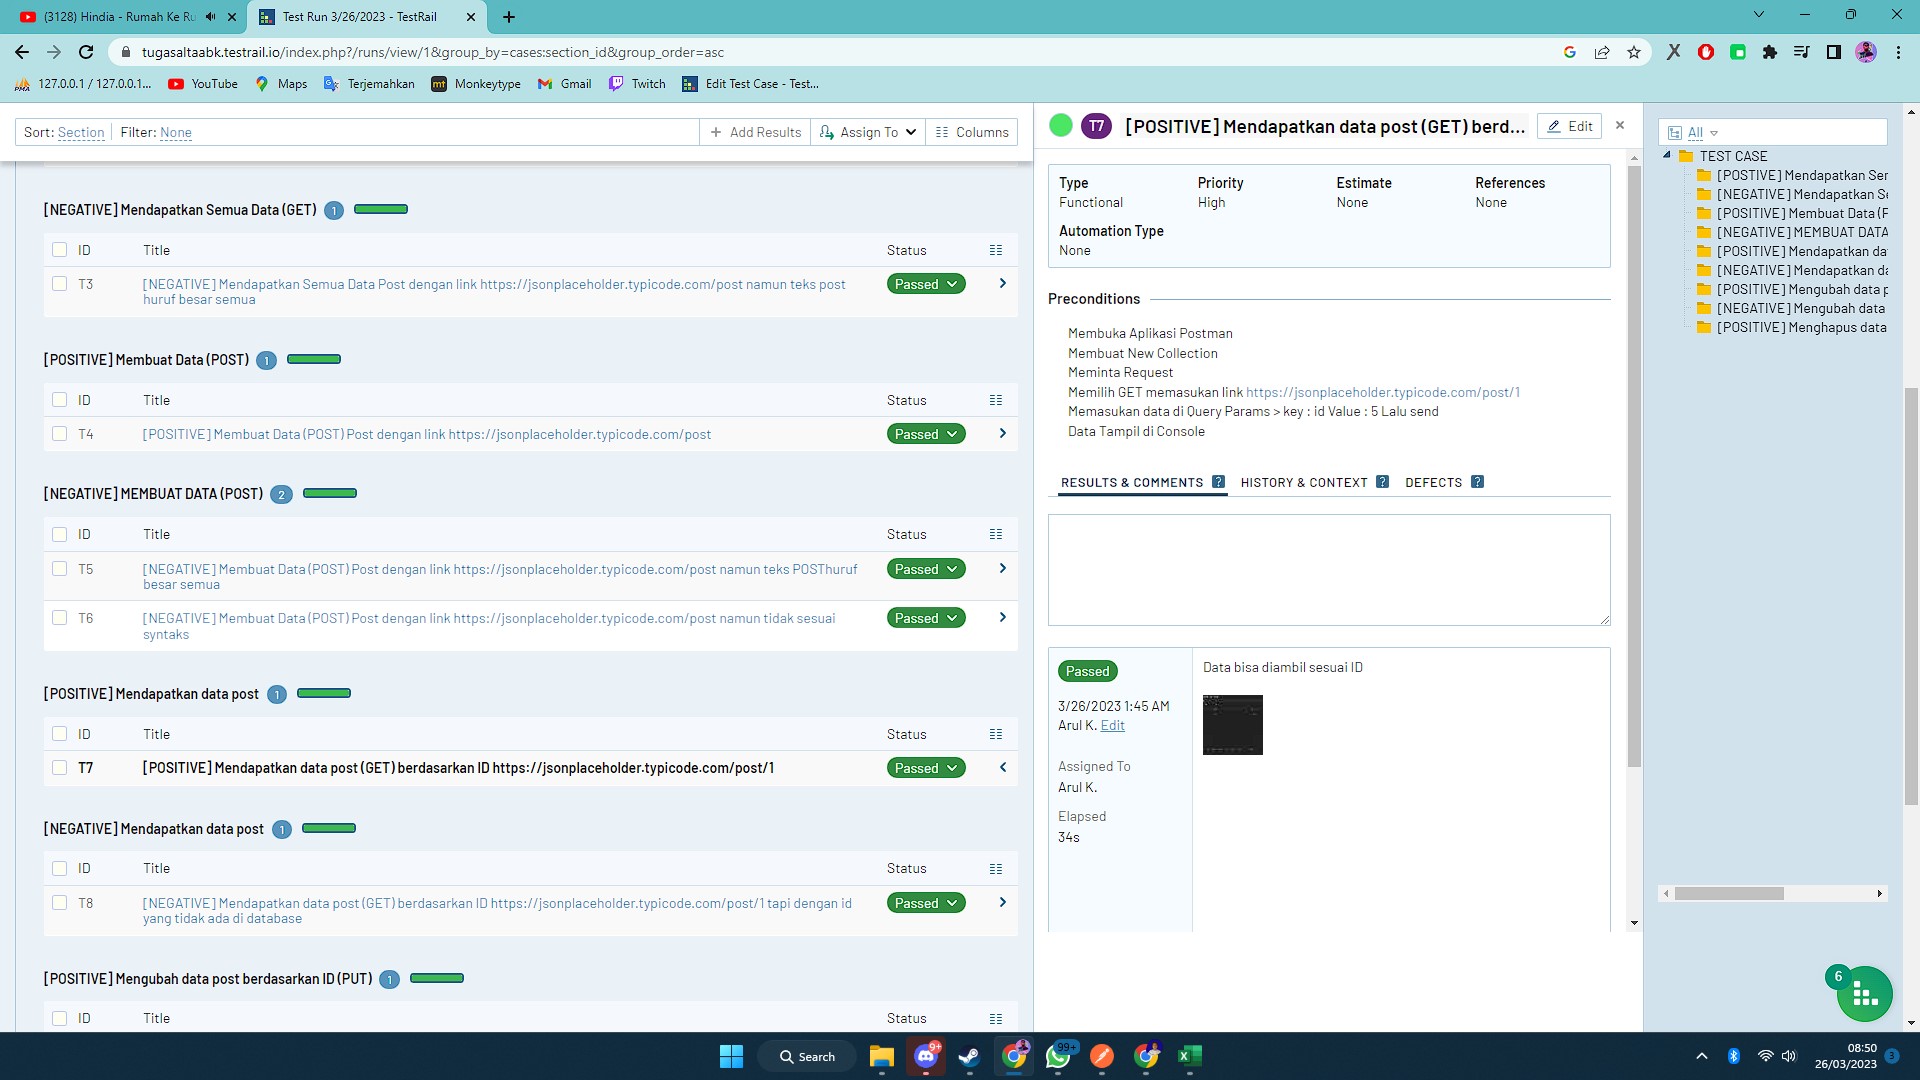 (3128) Hindia - Rumah Ke Ru
Test Run 3/26/2023 - TestRail
tugasaltaabk.testrail.io/index.php?/runs/view/1&group_by=cases:section_id&group_order=asc
127.0.0.1 / 127.0.0.1...
YouTube
Maps
Terjemahkan
Monkeytype
Gmail
Twitch
Edit Test Case - Test...
Sort: Section
Filter: None
Add Results
Assign To
Columns
[NEGATIVE] Mendapatkan Semua Data (GET) 1
ID Title Status
T3 [NEGATIVE] Mendapatkan Semua Data Post dengan link https://jsonplaceholder.typicode.com/post namun teks post
huruf besar semua
Passed
[POSITIVE] Membuat Data (POST) 1
ID Title Status
T4 [POSITIVE] Membuat Data (POST) Post dengan link https://jsonplaceholder.typicode.com/post Passed
[NEGATIVE] MEMBUAT DATA (POST) 2
ID Title Status
T5 [NEGATIVE] Membuat Data (POST) Post dengan link https://jsonplaceholder.typicode.com/post namun teks POSThuruf
besar semua
Passed
T6 [NEGATIVE] Membuat Data (POST) Post dengan link https://jsonplaceholder.typicode.com/post namun tidak sesuai
syntaks
Passed
[POSITIVE] Mendapatkan data post 1
ID Title Status
T7 [POSITIVE] Mendapatkan data post (GET) berdasarkan ID https://jsonplaceholder.typicode.com/post/1 Passed
[NEGATIVE] Mendapatkan data post 1
ID Title Status
T8 [NEGATIVE] Mendapatkan data post (GET) berdasarkan ID https://jsonplaceholder.typicode.com/post/1 tapi dengan id
yang tidak ada di database
Passed
[POSITIVE] Mengubah data post berdasarkan ID (PUT) 1
ID Title Status
T7 [POSITIVE] Mendapatkan data post (GET) berd...
Edit
Type Priority Estimate References
Functional High None None
Automation Type
None
Preconditions
Membuka Aplikasi Postman
Membuat New Collection
Meminta Request
Memilih GET memasukan link https://jsonplaceholder.typicode.com/post/1
Memasukan data di Query Params > key : id Value : 5 Lalu send
Data Tampil di Console
RESULTS & COMMENTS ? HISTORY & CONTEXT ? DEFECTS ?
Passed
3/26/2023 1:45 AM
Arul K. Edit
Assigned To
Arul K.
Elapsed
34s
Data bisa diambil sesuai ID
All
TEST CASE
[POSTIVE] Mendapatkan Ser
[NEGATIVE] Mendapatkan Se
[POSITIVE] Membuat Data (F
[NEGATIVE] MEMBUAT DATA
[POSITIVE] Mendapatkan da
[NEGATIVE] Mendapatkan da
[POSITIVE] Mengubah data p
[NEGATIVE] Mengubah data
[POSITIVE] Menghapus data
6
Search
9+
99+
08:50
26/03/2023
3